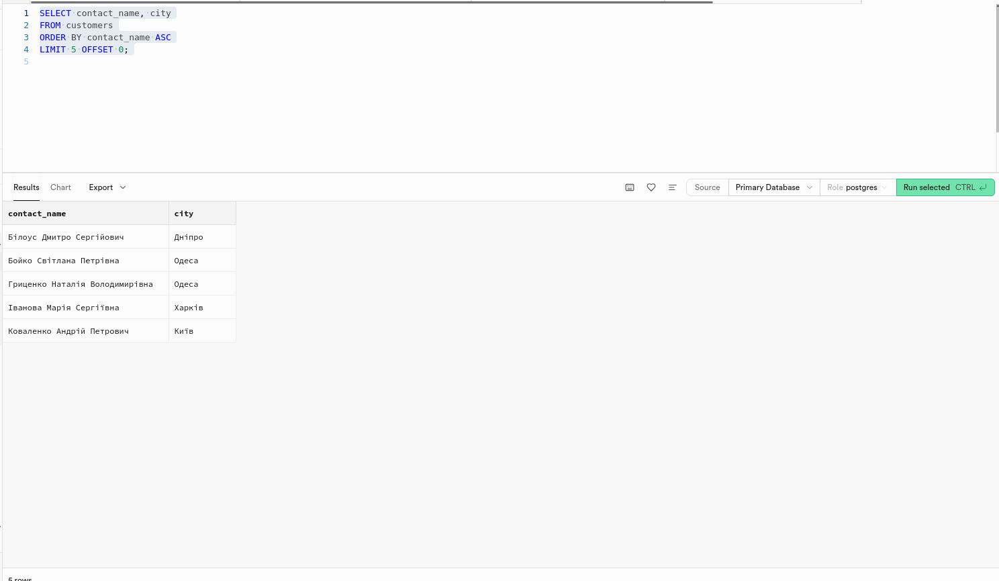 1 SELECT contact_name, city
2 FROM customers
3 ORDER BY contact_name ASC
4 LIMIT 5 OFFSET 0;
5
Results Chart Export Source Primary Database Role postgres Run selected CTRL
contact_name city
Білоус Дмитро Сергійович Дніпро
Бойко Світлана Петрівна Одеса
Гриценко Наталія Володимирівна Одеса
Іванова Марія Сергіївна Харків
Коваленко Андрій Петрович Київ
5 rows